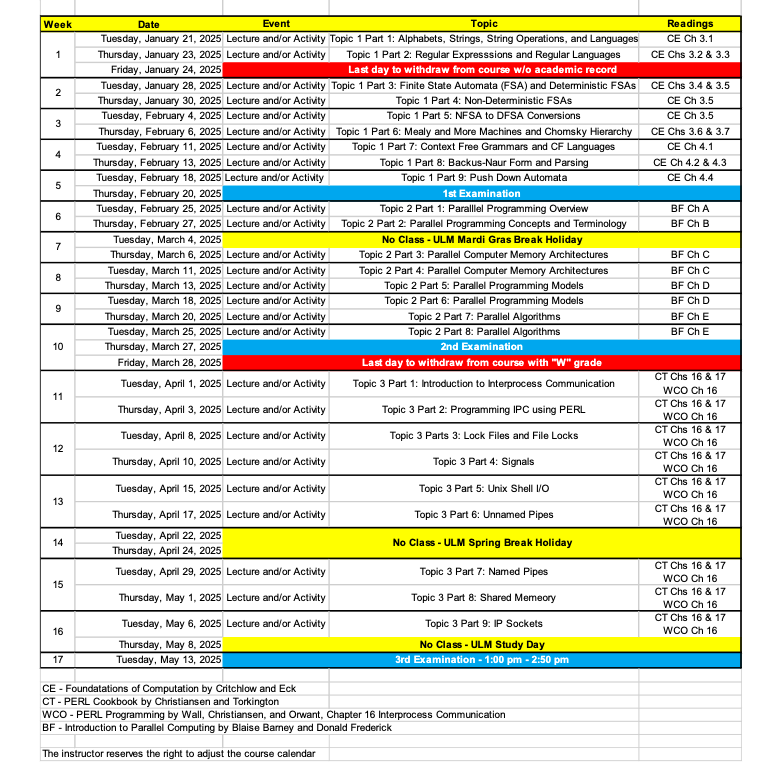 Week Date Event Topic Readings
1 Tuesday, January 21, 2025 Lecture and/or Activity Topic 1 Part 1: Alphabets, Strings, String Operations, and Languages CE Ch 3.1
Thursday, January 23, 2025 Lecture and/or Activity Topic 1 Part 2: Regular Expresssions and Regular Languages CE Chs 3.2 & 3.3
Friday, January 24, 2025 Last day to withdraw from course w/o academic record
2 Tuesday, January 28, 2025 Lecture and/or Activity Topic 1 Part 3: Finite State Automata (FSA) and Deterministic FSAs CE Chs 3.4 & 3.5
Thursday, January 30, 2025 Lecture and/or Activity Topic 1 Part 4: Non-Deterministic FSAs CE Ch 3.5
3 Tuesday, February 4, 2025 Lecture and/or Activity Topic 1 Part 5: NFSA to DFSA Conversions CE Ch 3.5
Thursday, February 6, 2025 Lecture and/or Activity Topic 1 Part 6: Mealy and More Machines and Chomsky Hierarchy CE Chs 3.6 & 3.7
4 Tuesday, February 11, 2025 Lecture and/or Activity Topic 1 Part 7: Context Free Grammars and CF Languages CE Ch 4.1
Thursday, February 13, 2025 Lecture and/or Activity Topic 1 Part 8: Backus-Naur Form and Parsing CE Ch 4.2 & 4.3
5 Tuesday, February 18, 2025 Lecture and/or Activity Topic 1 Part 9: Push Down Automata CE Ch 4.4
Thursday, February 20, 2025 1st Examination
6 Tuesday, February 25, 2025 Lecture and/or Activity Topic 2 Part 1: Paralllel Programming Overview BF Ch A
Thursday, February 27, 2025 Lecture and/or Activity Topic 2 Part 2: Parallel Programming Concepts and Terminology BF Ch B
7 Tuesday, March 4, 2025 No Class - ULM Mardi Gras Break Holiday
Thursday, March 6, 2025 Lecture and/or Activity Topic 2 Part 3: Parallel Computer Memory Architectures BF Ch C
8 Tuesday, March 11, 2025 Lecture and/or Activity Topic 2 Part 4: Parallel Computer Memory Architectures BF Ch C
Thursday, March 13, 2025 Lecture and/or Activity Topic 2 Part 5: Parallel Programming Models BF Ch D
9 Tuesday, March 18, 2025 Lecture and/or Activity Topic 2 Part 6: Parallel Programming Models BF Ch D
Thursday, March 20, 2025 Lecture and/or Activity Topic 2 Part 7: Parallel Algorithms BF Ch E
10 Tuesday, March 25, 2025 Lecture and/or Activity Topic 2 Part 8: Parallel Algorithms BF Ch E
Thursday, March 27, 2025 2nd Examination
Friday, March 28, 2025 Last day to withdraw from course with "W" grade
11 Tuesday, April 1, 2025 Lecture and/or Activity Topic 3 Part 1: Introduction to Interprocess Communication CT Chs 16 & 17
WCO Ch 16
Thursday, April 3, 2025 Lecture and/or Activity Topic 3 Part 2: Programming IPC using PERL CT Chs 16 & 17
WCO Ch 16
12 Tuesday, April 8, 2025 Lecture and/or Activity Topic 3 Parts 3: Lock Files and File Locks CT Chs 16 & 17
WCO Ch 16
Thursday, April 10, 2025 Lecture and/or Activity Topic 3 Part 4: Signals CT Chs 16 & 17
WCO Ch 16
13 Tuesday, April 15, 2025 Lecture and/or Activity Topic 3 Part 5: Unix Shell I/O CT Chs 16 & 17
WCO Ch 16
Thursday, April 17, 2025 Lecture and/or Activity Topic 3 Part 6: Unnamed Pipes CT Chs 16 & 17
WCO Ch 16
14 Tuesday, April 22, 2025 No Class - ULM Spring Break Holiday
Thursday, April 24, 2025
15 Tuesday, April 29, 2025 Lecture and/or Activity Topic 3 Part 7: Named Pipes CT Chs 16 & 17
WCO Ch 16
Thursday, May 1, 2025 Lecture and/or Activity Topic 3 Part 8: Shared Memeory CT Chs 16 & 17
WCO Ch 16
16 Tuesday, May 6, 2025 Lecture and/or Activity Topic 3 Part 9: IP Sockets CT Chs 16 & 17
WCO Ch 16
Thursday, May 8, 2025 No Class - ULM Study Day
17 Tuesday, May 13, 2025 3rd Examination - 1:00 pm - 2:50 pm
CE - Foundatations of Computation by Critchlow and Eck
CT - PERL Cookbook by Christiansen and Torkington
WCO - PERL Programming by Wall, Christiansen, and Orwant, Chapter 16 Interprocess Communication
BF - Introduction to Parallel Computing by Blaise Barney and Donald Frederick
The instructor reserves the right to adjust the course calendar